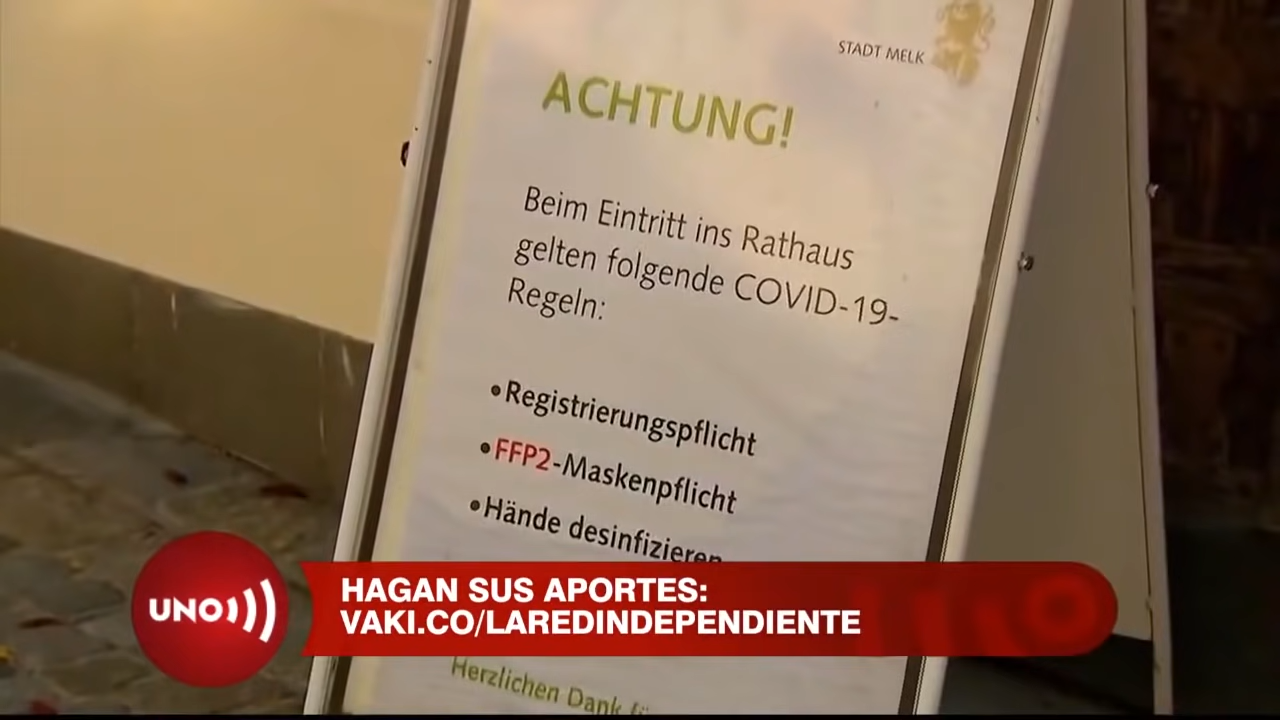 STADT MELK
ACHTUNG!
Beim Eintritt ins Rathaus
gelten folgende COVID-19-
Regeln:
•Registrierungspflicht
•FFP2-Maskenpflicht
•Hände desinfizieren
UNO
HAGAN SUS APORTES:
VAKI.CO/LAREDINDEPENDIENTE
Herzlichen Dank